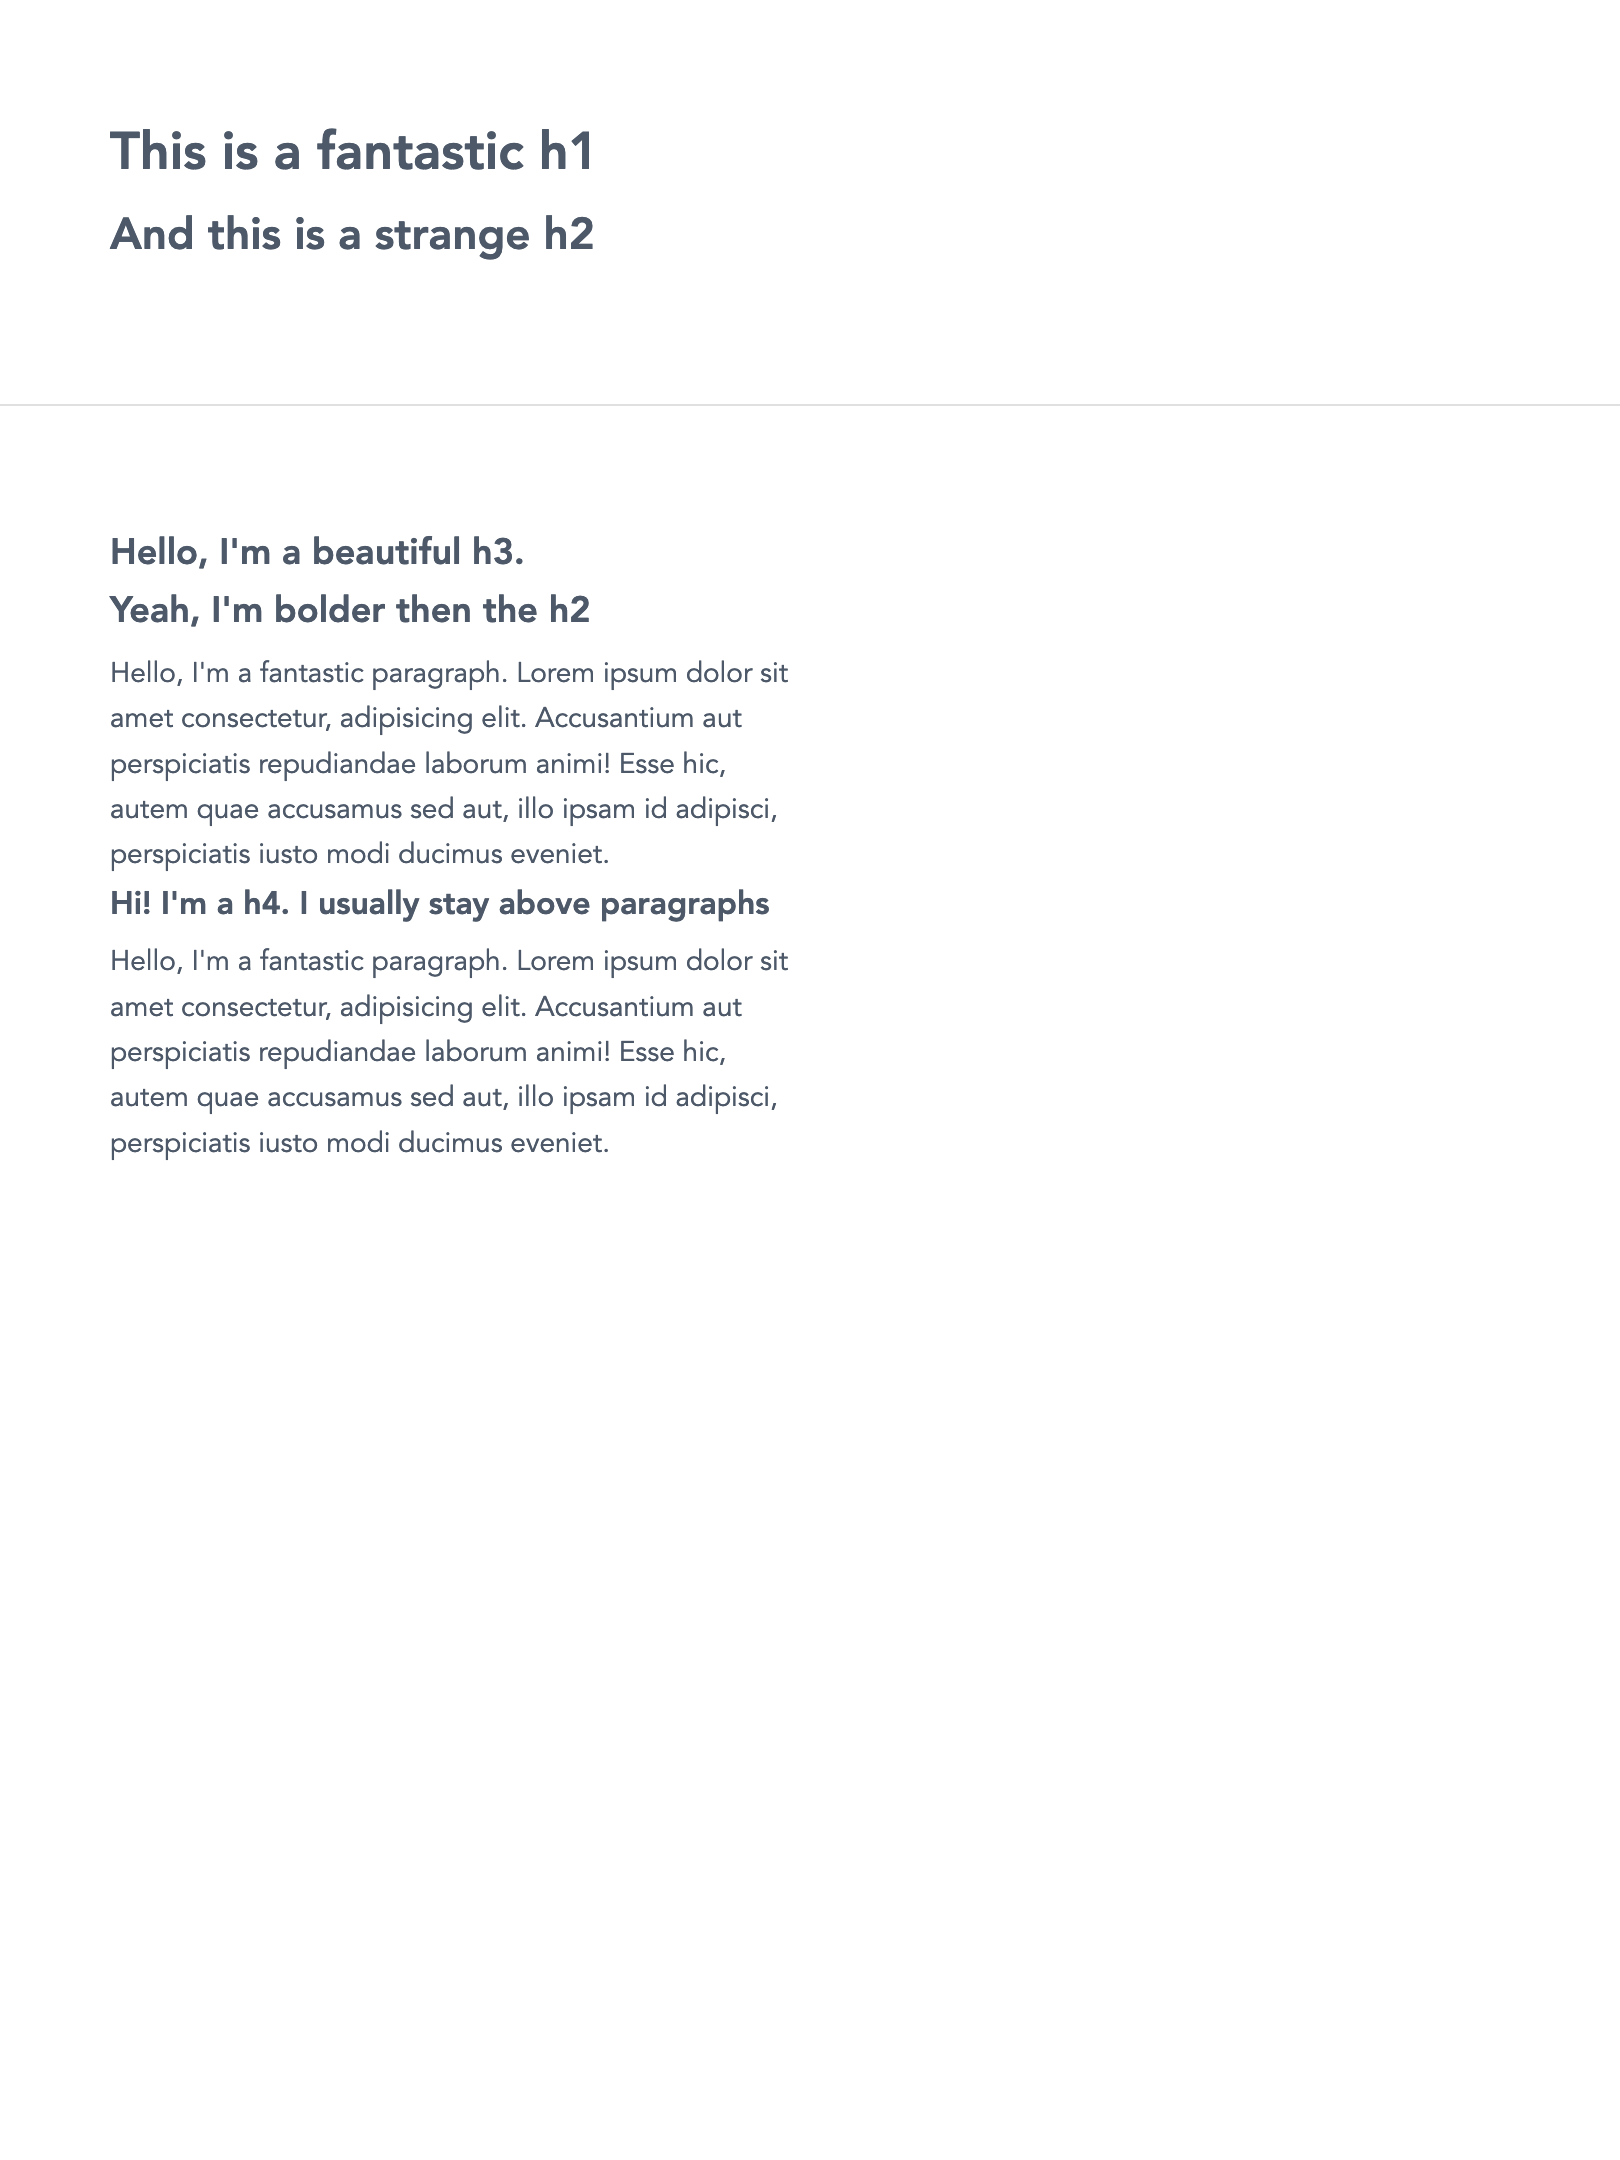 This is a fantastic h1
And this is a strange h2
Hello, I'm a beautiful h3.
Yeah, I'm bolder then the h2
Hello, I'm a fantastic paragraph. Lorem ipsum dolor sit
amet consectetur, adipisicing elit. Accusantium aut
perspiciatis repudiandae laborum animi! Esse hic,
autem quae accusamus sed aut, illo ipsam id adipisci,
perspiciatis iusto modi ducimus eveniet.
Hi! I'm a h4. I usually stay above paragraphs
Hello, I'm a fantastic paragraph. Lorem ipsum dolor sit
amet consectetur, adipisicing elit. Accusantium aut
perspiciatis repudiandae laborum animi! Esse hic,
autem quae accusamus sed aut, illo ipsam id adipisci,
perspiciatis iusto modi ducimus eveniet.